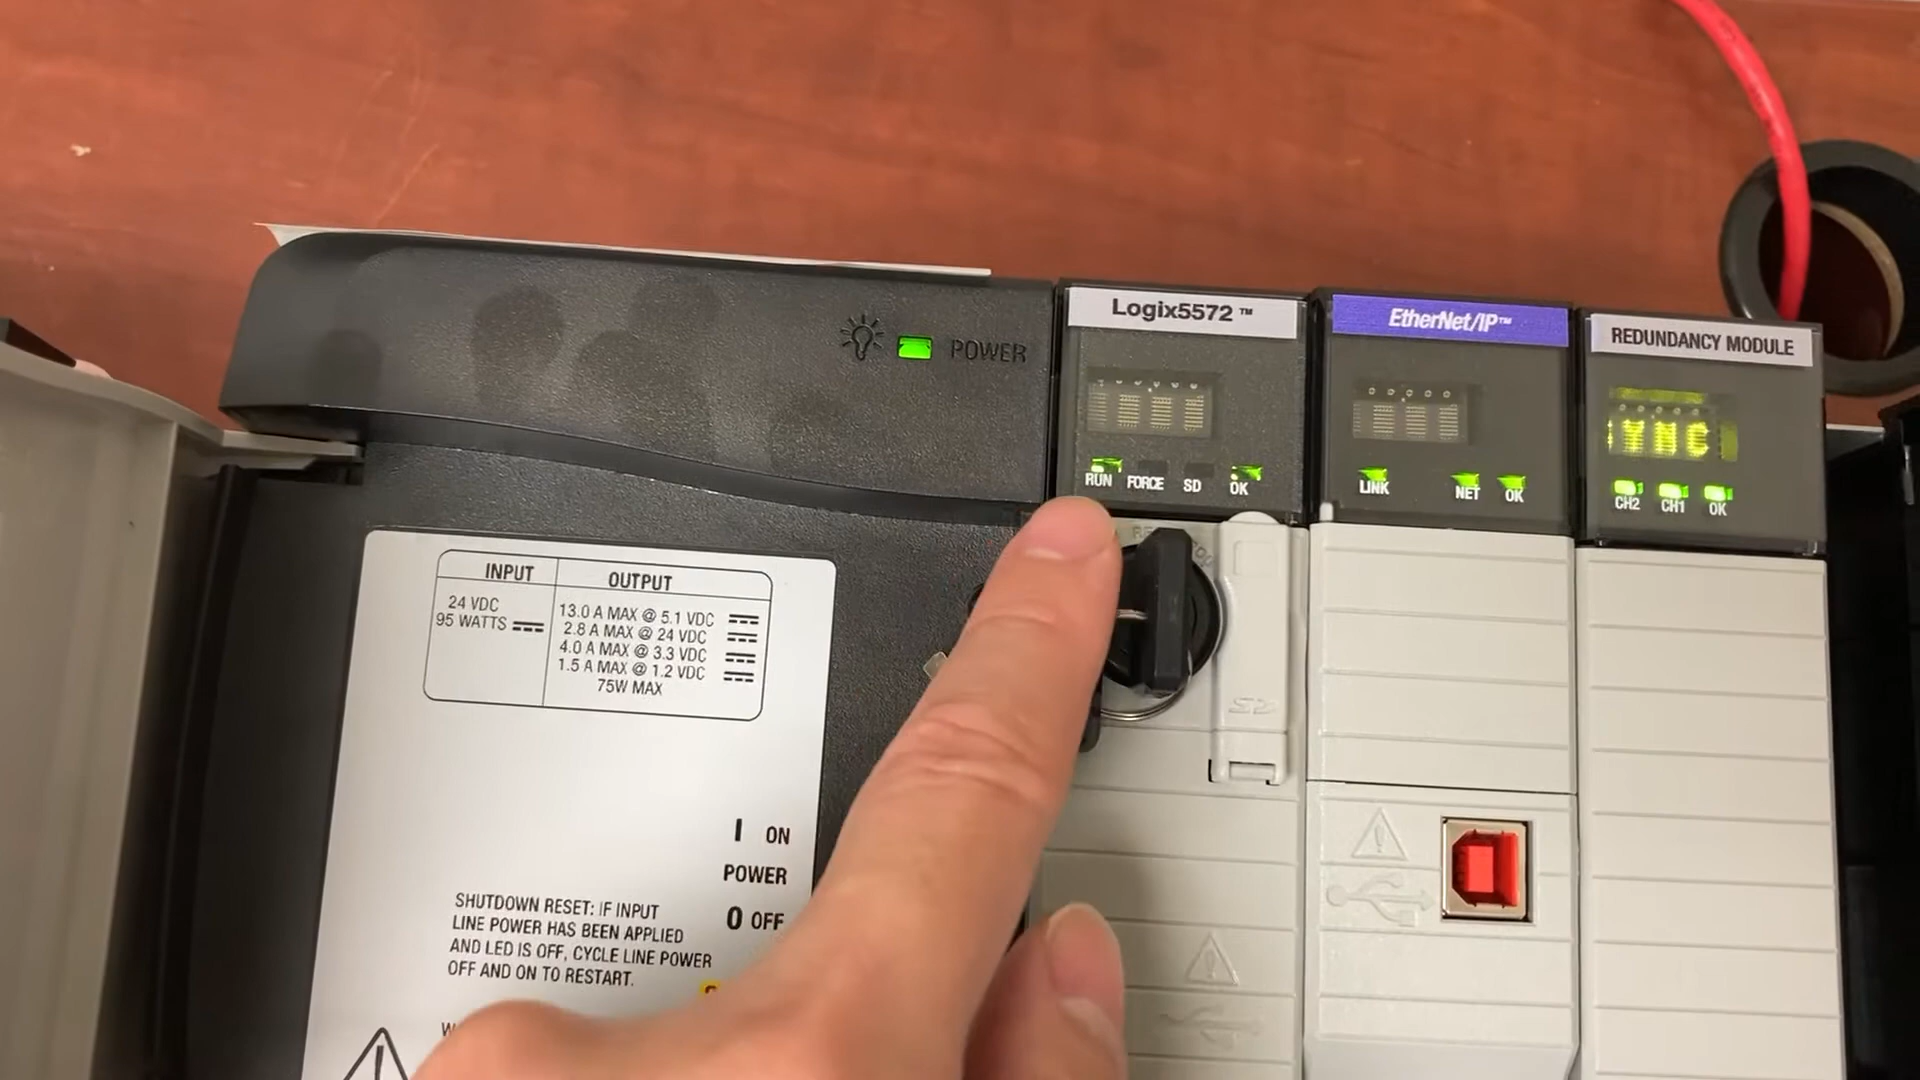 POWER
Logix5572™
RUN FORCE SD OK
EtherNet/IP™
LINK NET OK
REDUNDANCY MODULE
YNC
CH2 CH1 OK
INPUT
24 VDC
95 WATTS
OUTPUT
13.0 A MAX @ 5.1 VDC
2.8 A MAX @ 24 VDC
4.0 A MAX @ 3.3 VDC
1.5 A MAX @ 1.2 VDC
75W MAX
I ON
POWER
0 OFF
SHUTDOWN RESET: IF INPUT
LINE POWER HAS BEEN APPLIED
AND LED IS OFF, CYCLE LINE POWER
OFF AND ON TO RESTART.